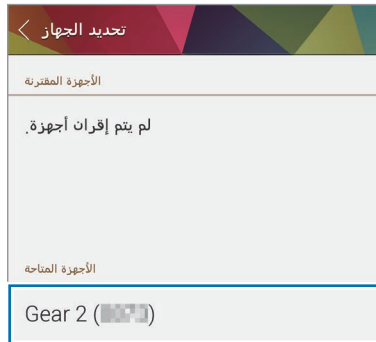 تحديد الجهاز
الأجهزة المقترنة
لم يتم إقران أجهزة.
الأجهزة المتاحة
Gear 2 ( )